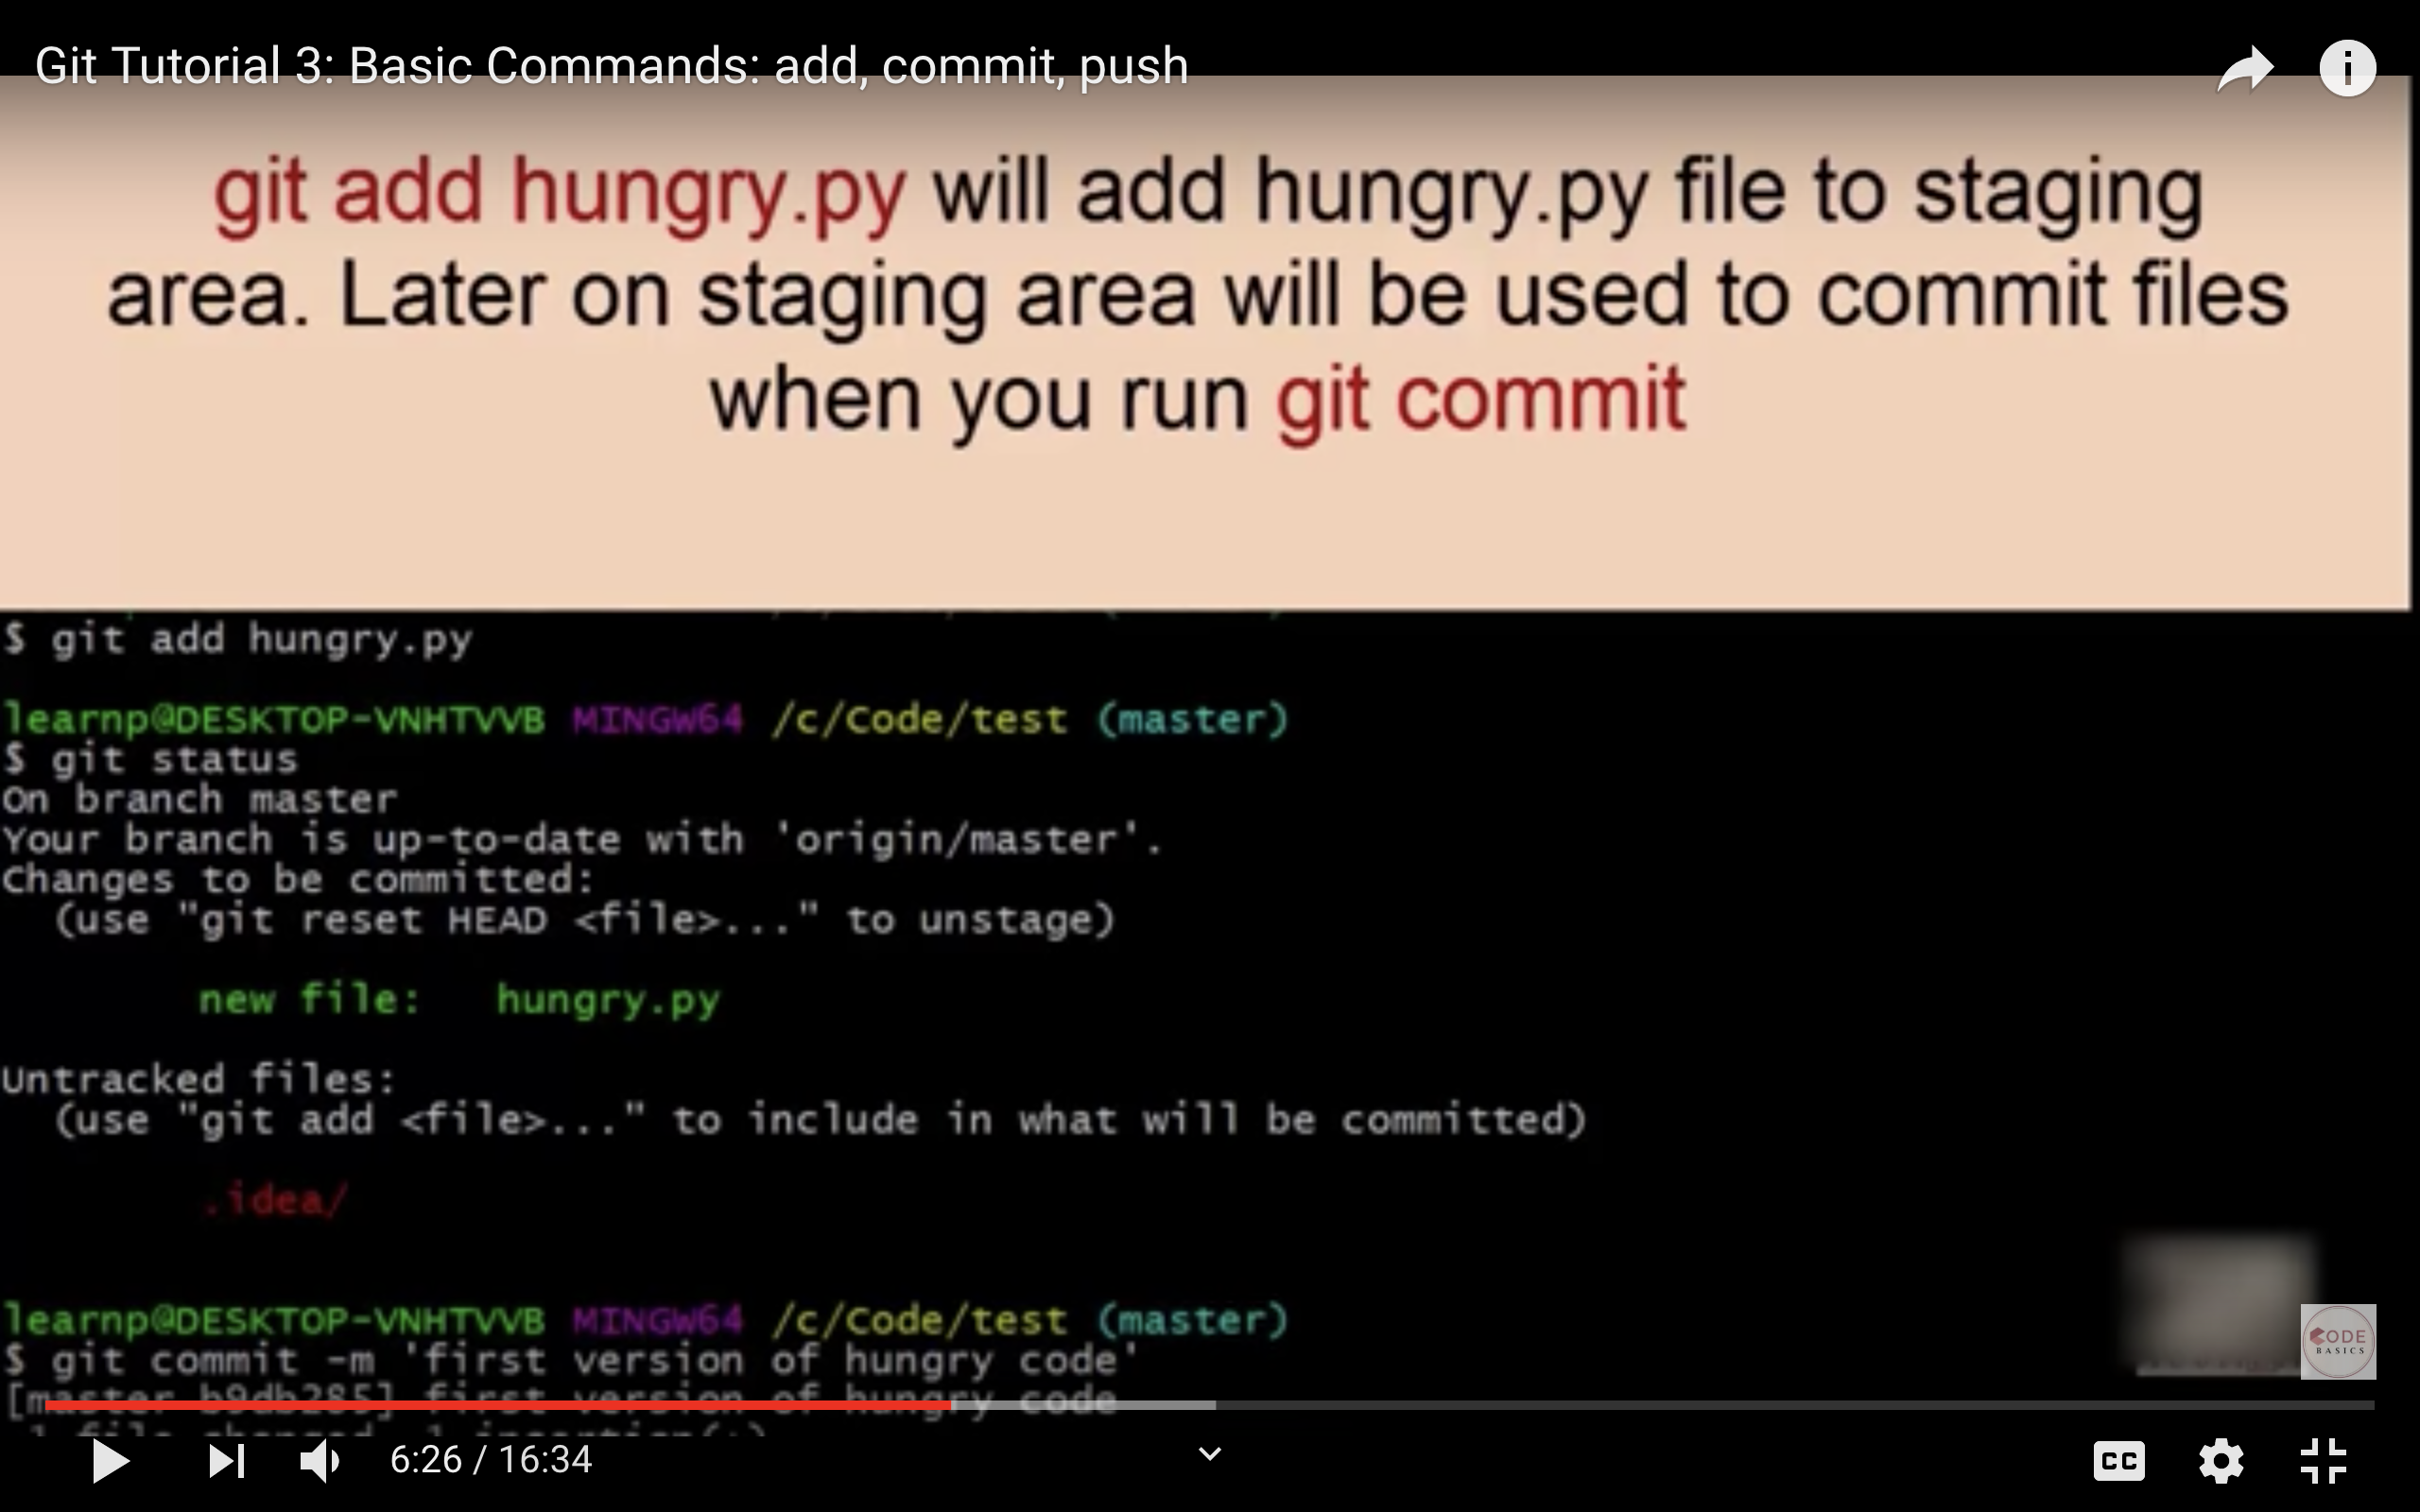 Git Tutorial 3: Basic Commands: add, commit, push
git add hungry.py will add hungry.py file to staging
area. Later on staging area will be used to commit files
when you run git commit
$ git add hungry.py
learnp@DESKTOP-VNHTVVB MINGW64 /c/Code/test (master)
$ git status
On branch master
Your branch is up-to-date with 'origin/master'.
Changes to be committed:
  (use "git reset HEAD <file>..." to unstage)
new file:   hungry.py
Untracked files:
  (use "git add <file>..." to include in what will be committed)
.idea/
learnp@DESKTOP-VNHTVVB MINGW64 /c/Code/test (master)
$ git commit -m 'first version of hungry code'
[master b9db285] first version of hungry code
1 file changed, 1 insertion(+)
6:26 / 16:34
CC
CODE
BASICS